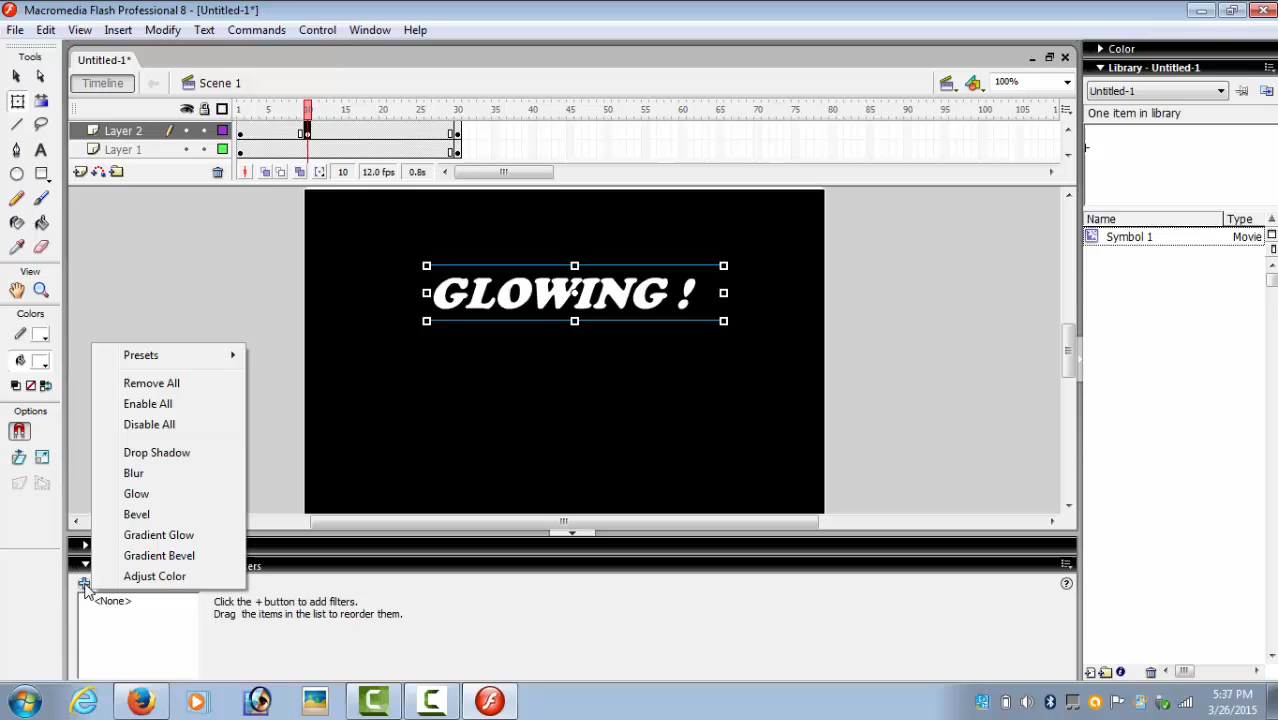 Macromedia Flash Professional 8 - [Untitled-1*]
File Edit View Insert Modify Text Commands Control Window Help
Tools
Untitled-1*
Timeline
Scene 1
100%
1 5 10 15 20 25 30 35 40 45 50 55 60 65 70 75 80 85 90 95 100 105
Layer 2
Layer 1
10 12.0 fps 0.8s
View
Colors
Options
GLOWING !
Presets
Remove All
Enable All
Disable All
Drop Shadow
Blur
Glow
Bevel
Gradient Glow
Gradient Bevel
Adjust Color
<None>
Click the + button to add filters.
Drag the items in the list to reorder them.
Color
Library - Untitled-1
Untitled-1
One item in library
Name Type
Symbol 1 Movie
5:37 PM
3/26/2015